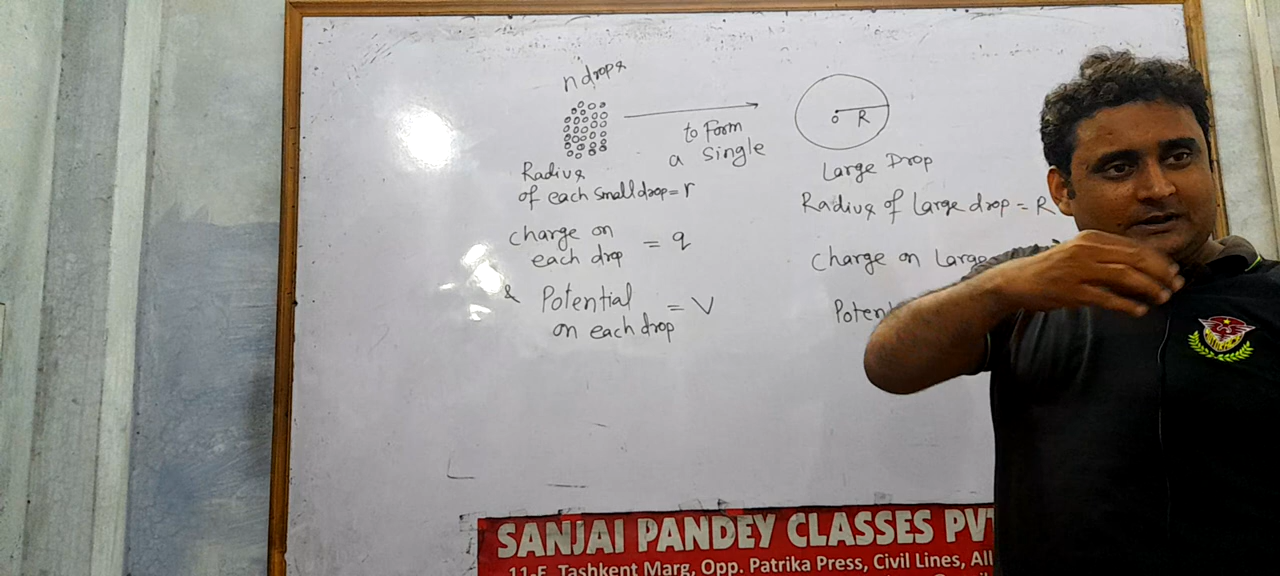 n drops
to Form
a single
o R
Radius
of each small drop = r
charge on
each drop = q
& Potential
on each drop = V
Large Drop
Radius of large drop = R
charge on Large
Poten
SANJAI PANDEY CLASSES PVT
11-E, Tashkent Marg, Opp. Patrika Press, Civil Lines, All